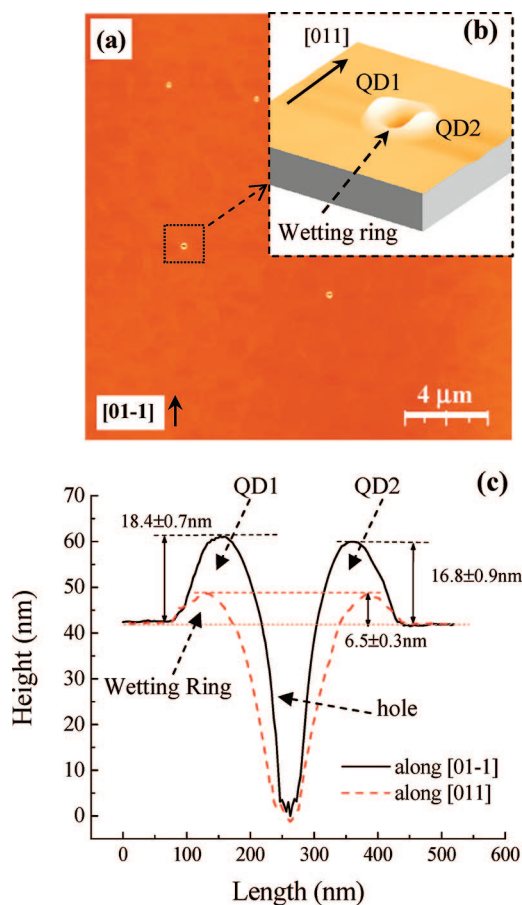 (a)
(b)
[011]
QD1
QD2
Wetting ring
[01-1]
4 μm
(c)
QD1
QD2
18.4±0.7nm
16.8±0.9nm
6.5±0.3nm
Wetting Ring
hole
along [01-1]
along [011]
Height (nm)
70
60
50
40
30
20
10
0
0 100 200 300 400 500 600
Length (nm)